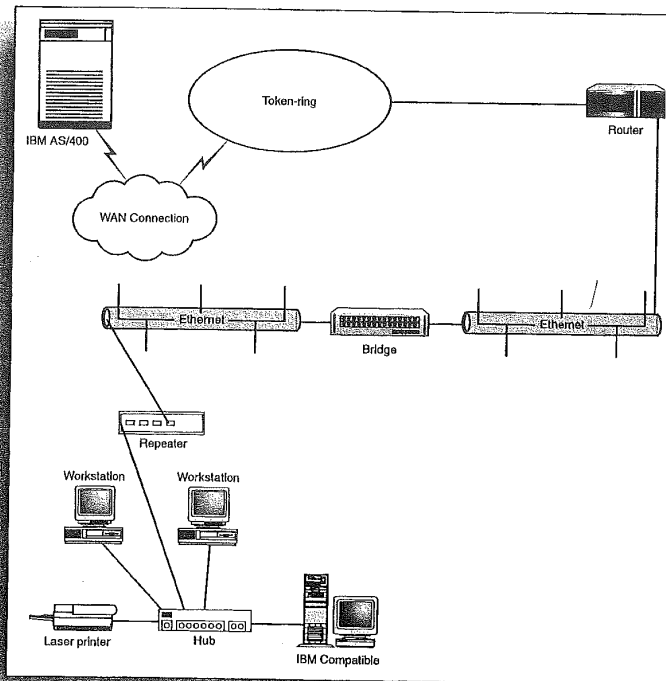 Token-ring
Router
IBM AS/400
WAN Connection
Ethernet
Bridge
Ethernet
Repeater
Workstation
Workstation
Laser printer
Hub
IBM Compatible